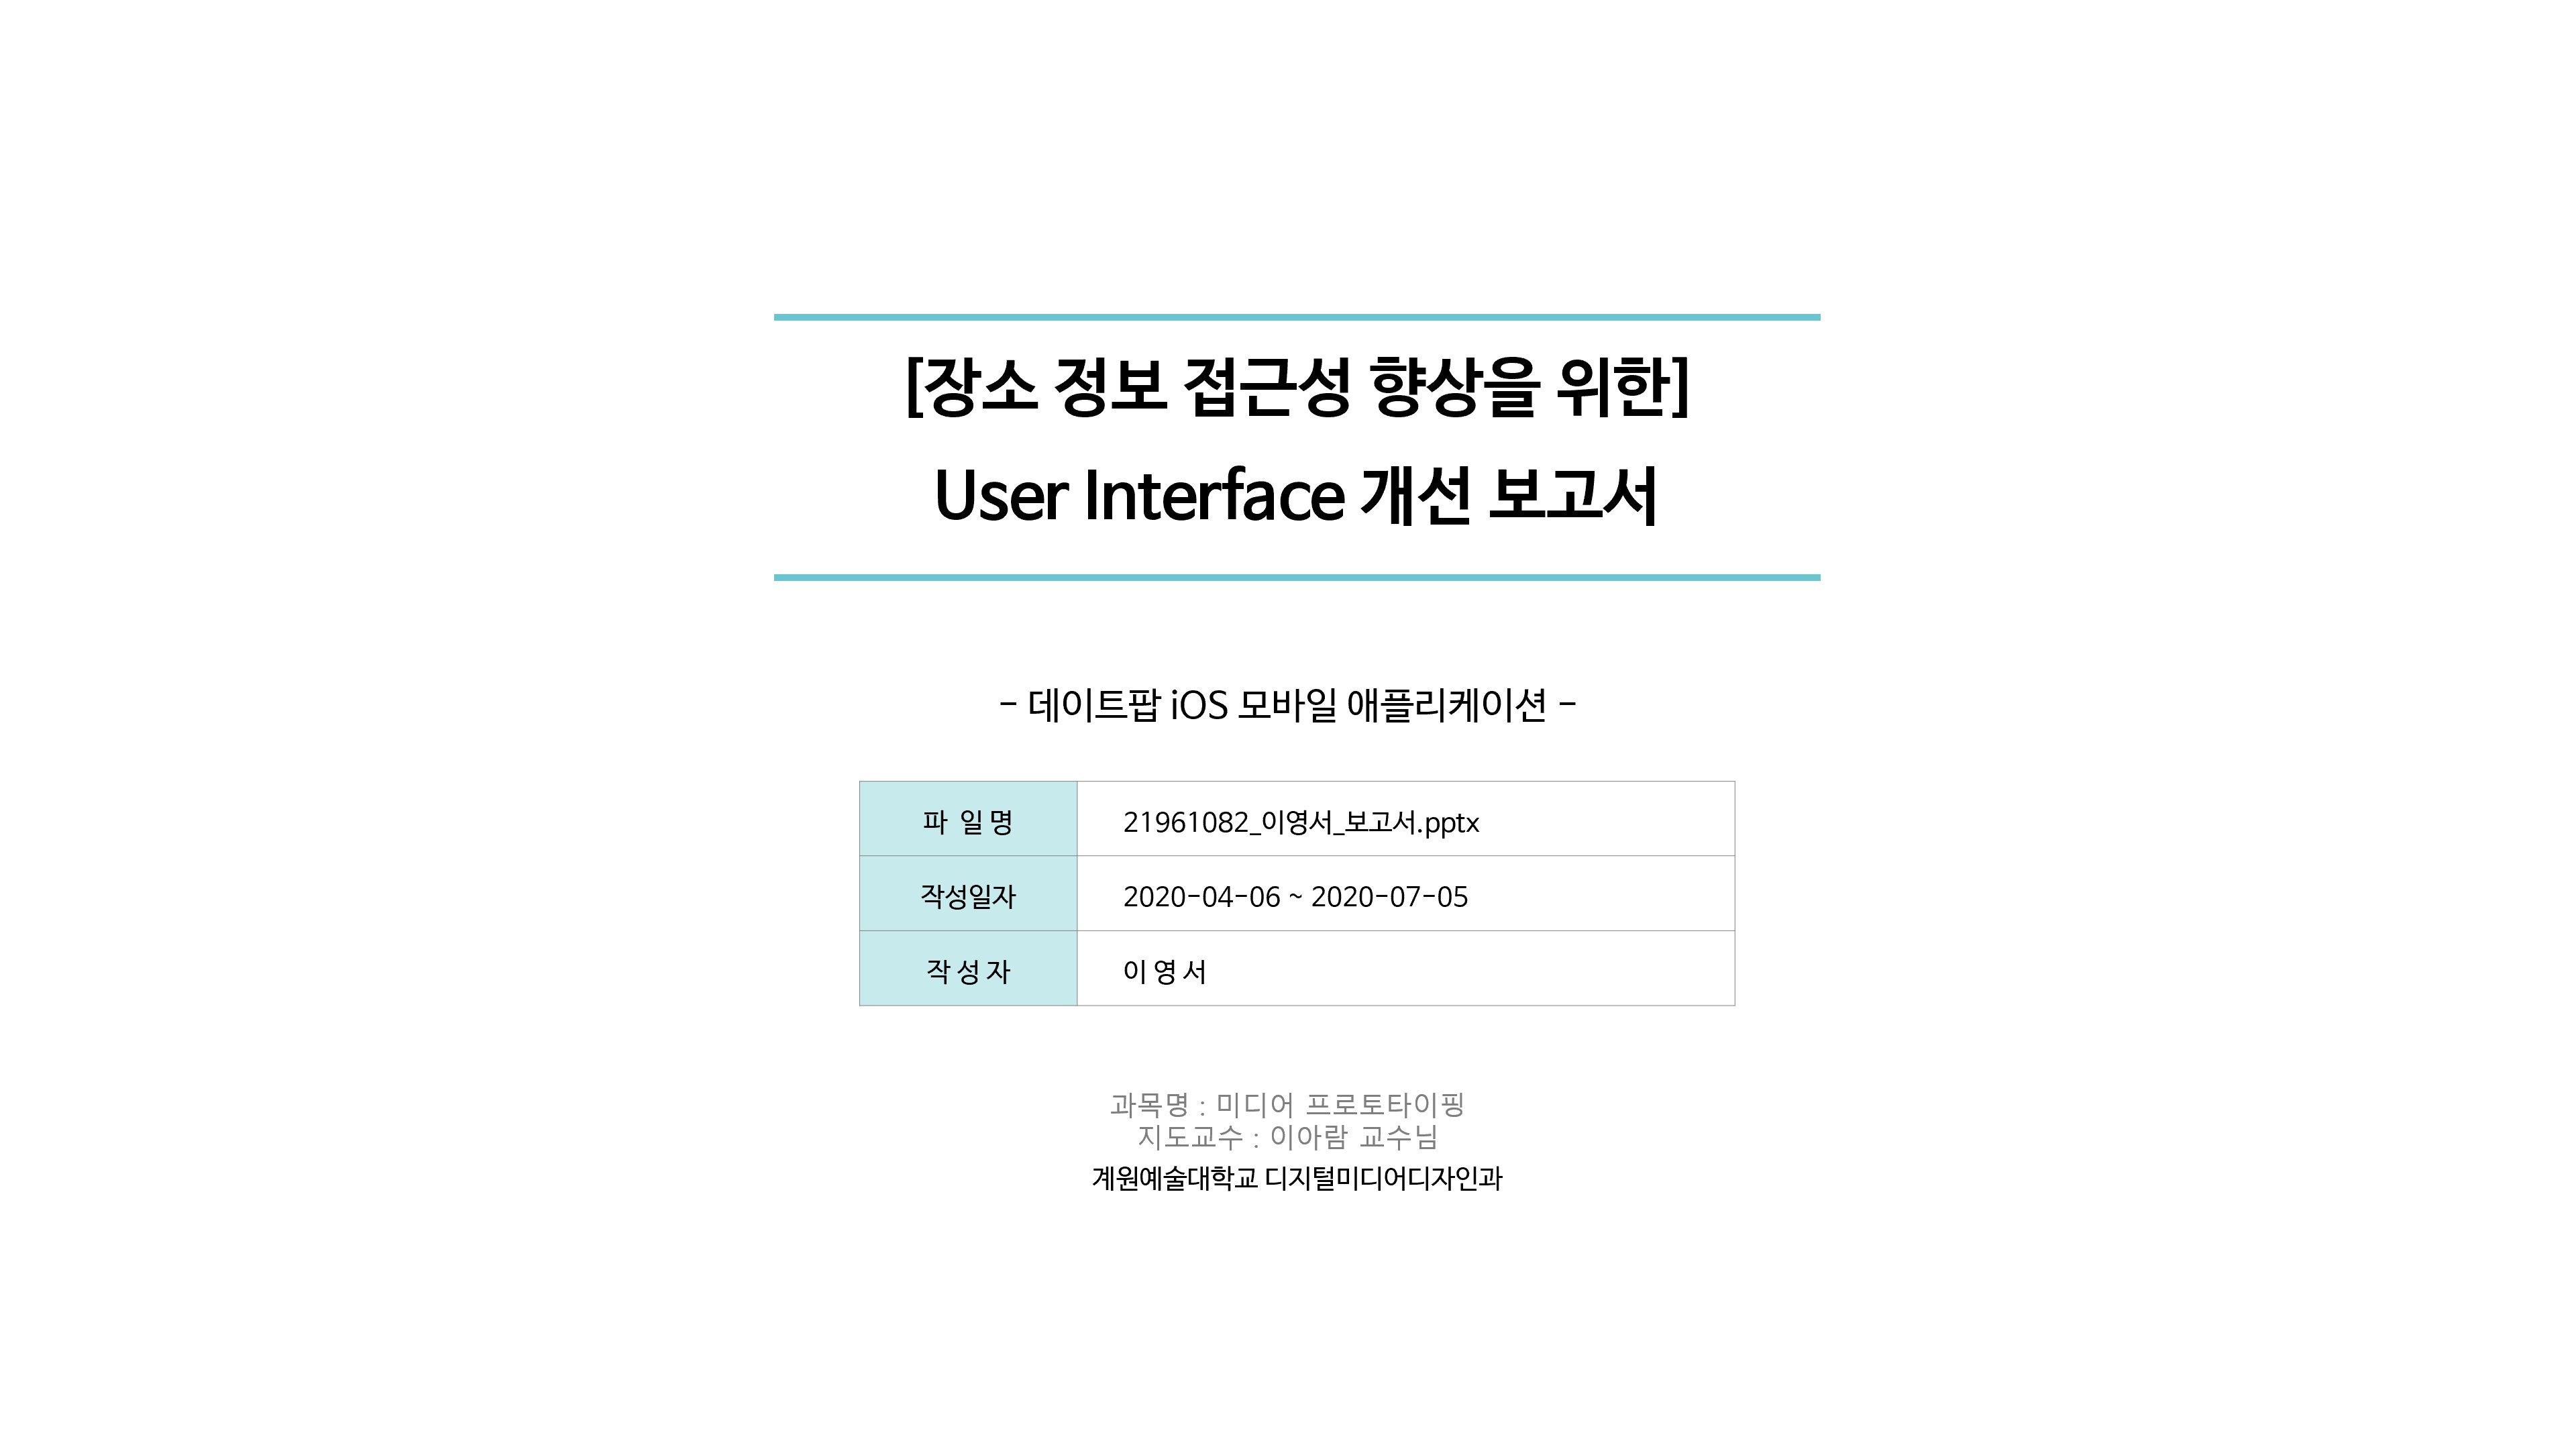 [장소 정보 접근성 향상을 위한]
User Interface 개선 보고서
- 데이트팝 iOS 모바일 애플리케이션 -
파 일 명 21961082_이영서_보고서.pptx
작성일자 2020-04-06 ~ 2020-07-05
작 성 자 이 영 서
과목명 : 미디어 프로토타이핑
지도교수 : 이아람 교수님
계원예술대학교 디지털미디어디자인과